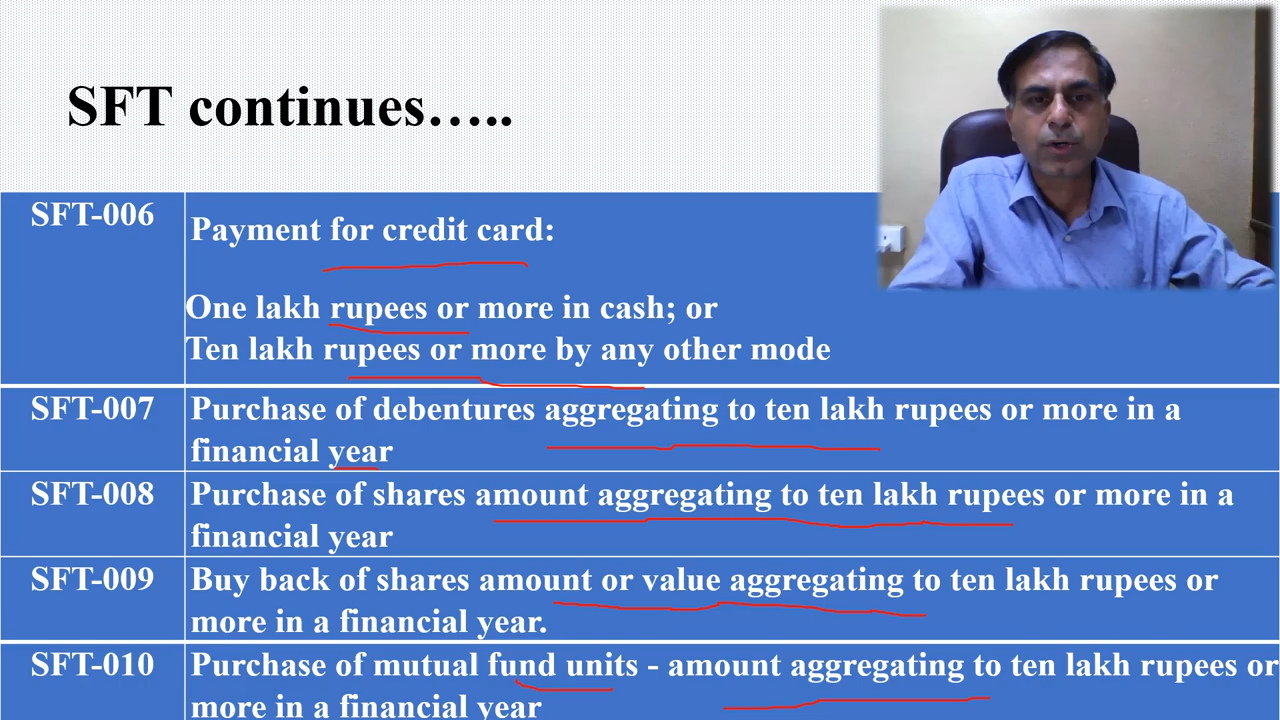 SFT continues…..
SFT-006
Payment for credit card:
One lakh rupees or more in cash; or
Ten lakh rupees or more by any other mode
SFT-007
Purchase of debentures aggregating to ten lakh rupees or more in a
financial year
SFT-008
Purchase of shares amount aggregating to ten lakh rupees or more in a
financial year
SFT-009
Buy back of shares amount or value aggregating to ten lakh rupees or
more in a financial year.
SFT-010
Purchase of mutual fund units - amount aggregating to ten lakh rupees or
more in a financial year